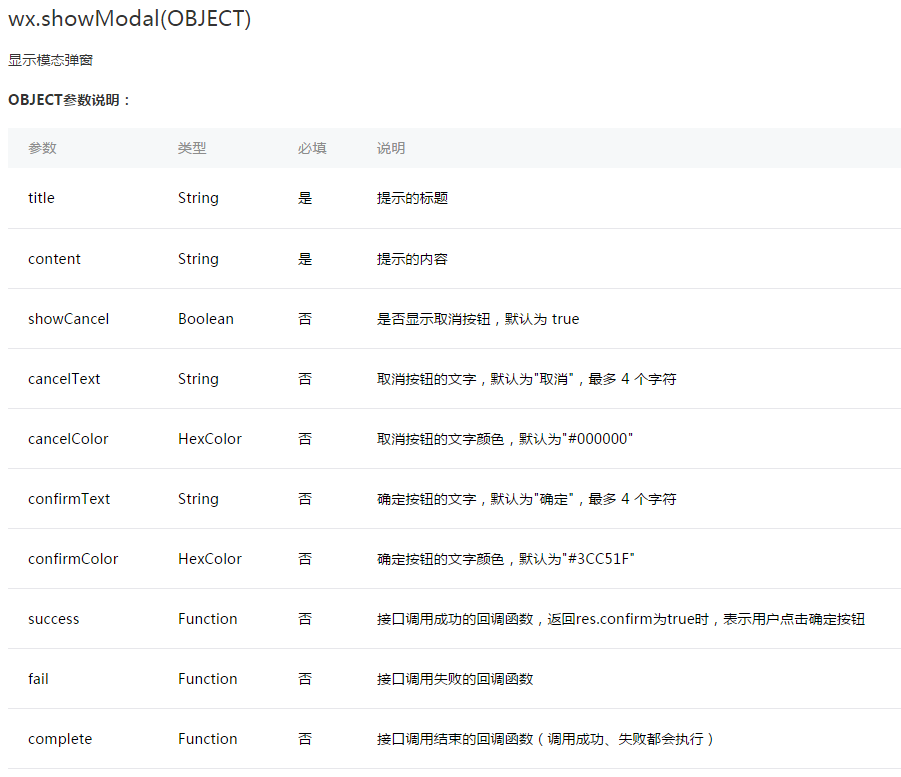 wx.showModal(OBJECT)
显示模态弹窗
OBJECT参数说明：
参数 类型 必填 说明
title String 是 提示的标题
content String 是 提示的内容
showCancel Boolean 否 是否显示取消按钮，默认为 true
cancelText String 否 取消按钮的文字，默认为"取消"，最多 4 个字符
cancelColor HexColor 否 取消按钮的文字颜色，默认为"#000000"
confirmText String 否 确定按钮的文字，默认为"确定"，最多 4 个字符
confirmColor HexColor 否 确定按钮的文字颜色，默认为"#3CC51F"
success Function 否 接口调用成功的回调函数，返回res.confirm为true时，表示用户点击确定按钮
fail Function 否 接口调用失败的回调函数
complete Function 否 接口调用结束的回调函数（调用成功、失败都会执行）